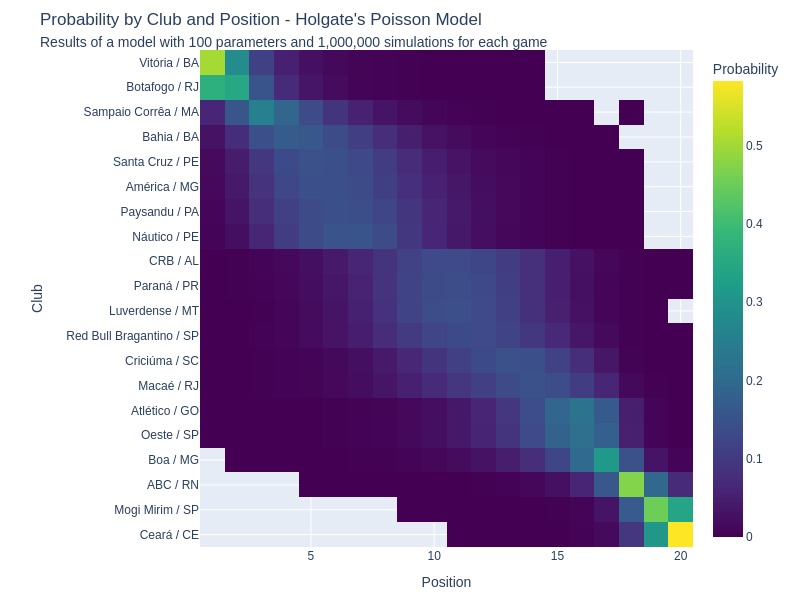 Probability by Club and Position - Holgate's Poisson Model
Results of a model with 100 parameters and 1,000,000 simulations for each game
Probability
Vitória / BA
Botafogo / RJ
Sampaio Corrêa / MA
Bahia / BA
Santa Cruz / PE
América / MG
Paysandu / PA
Náutico / PE
CRB / AL
Paraná / PR
Luverdense / MT
Red Bull Bragantino / SP
Criciúma / SC
Macaé / RJ
Atlético / GO
Oeste / SP
Boa / MG
ABC / RN
Mogi Mirim / SP
Ceará / CE
Club
0.5
0.4
0.3
0.2
0.1
0
5
10
15
20
Position